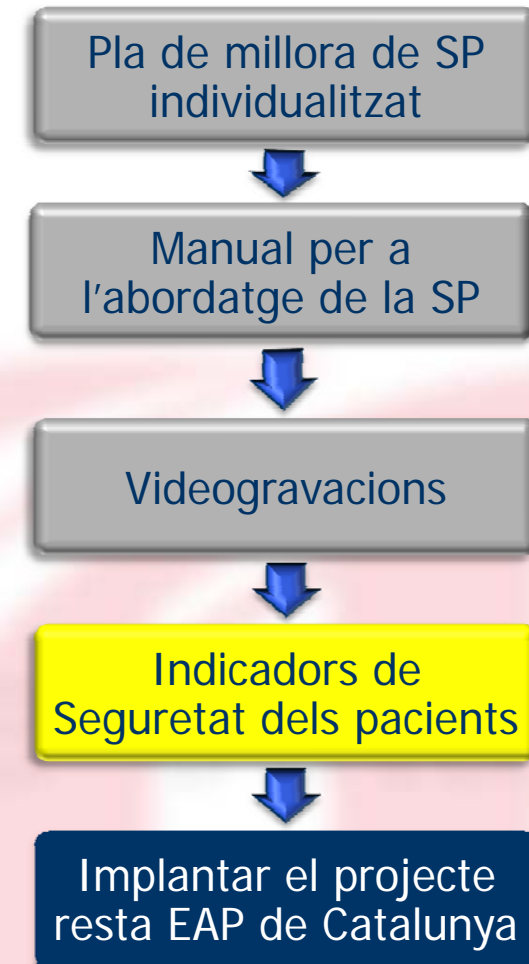 Pla de millora de SP
individualitzat
Manual per a
l'abordatge de la SP
Videogravacions
Indicadors de
Seguretat dels pacients
Implantar el projecte
resta EAP de Catalunya